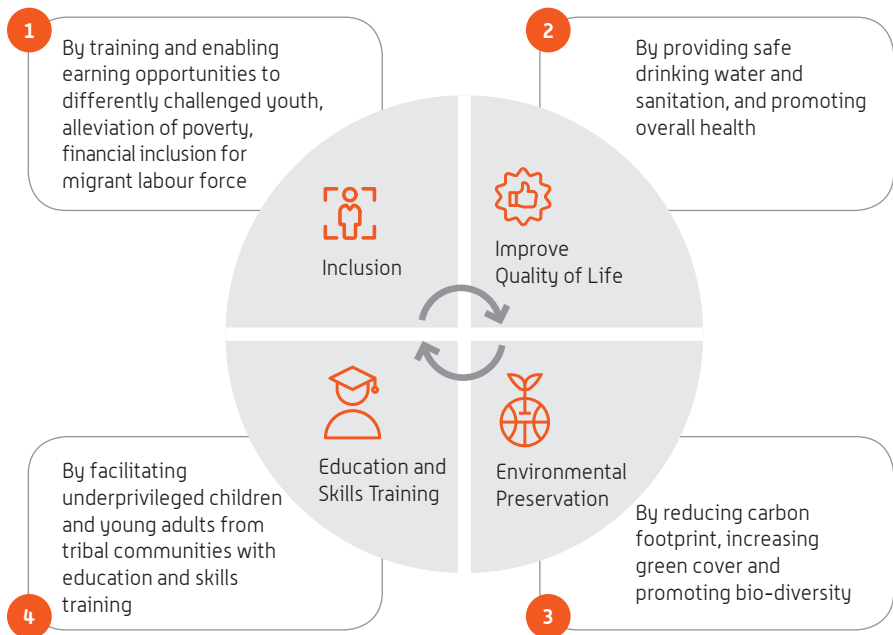 1
By training and enabling
earning opportunities to
differently challenged youth,
alleviation of poverty,
financial inclusion for
migrant labour force
2
By providing safe
drinking water and
sanitation, and promoting
overall health
Inclusion
Improve
Quality of Life
Education and
Skills Training
Environmental
Preservation
4
By facilitating
underprivileged children
and young adults from
tribal communities with
education and skills
training
3
By reducing carbon
footprint, increasing
green cover and
promoting bio-diversity